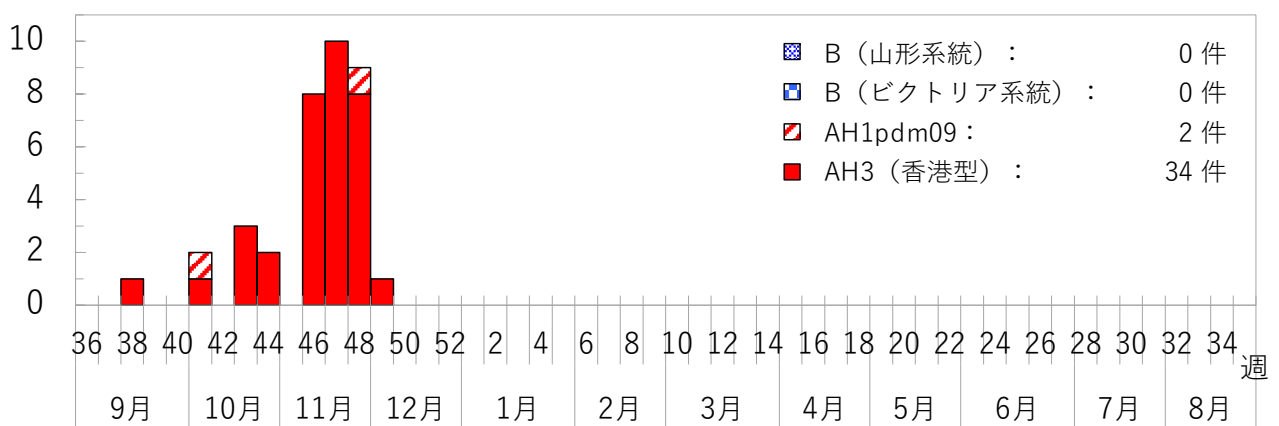 10
8
6
4
2
0
B（山形系統）： 0 件
B（ビクトリア系統）： 0 件
AH1pdm09： 2 件
AH3（香港型）： 34 件
36 38 40 42 44 46 48 50 52 2 4 6 8 10 12 14 16 18 20 22 24 26 28 30 32 34
週
9月 10月 11月 12月 1月 2月 3月 4月 5月 6月 7月 8月